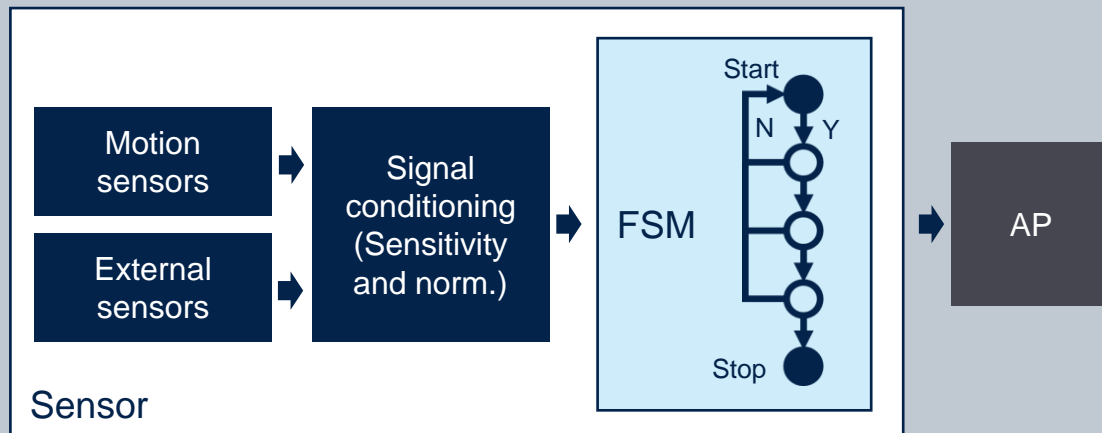 Motion
sensors
External
sensors
Signal
conditioning
(Sensitivity
and norm.)
FSM
Start
N
Y
Stop
AP
Sensor